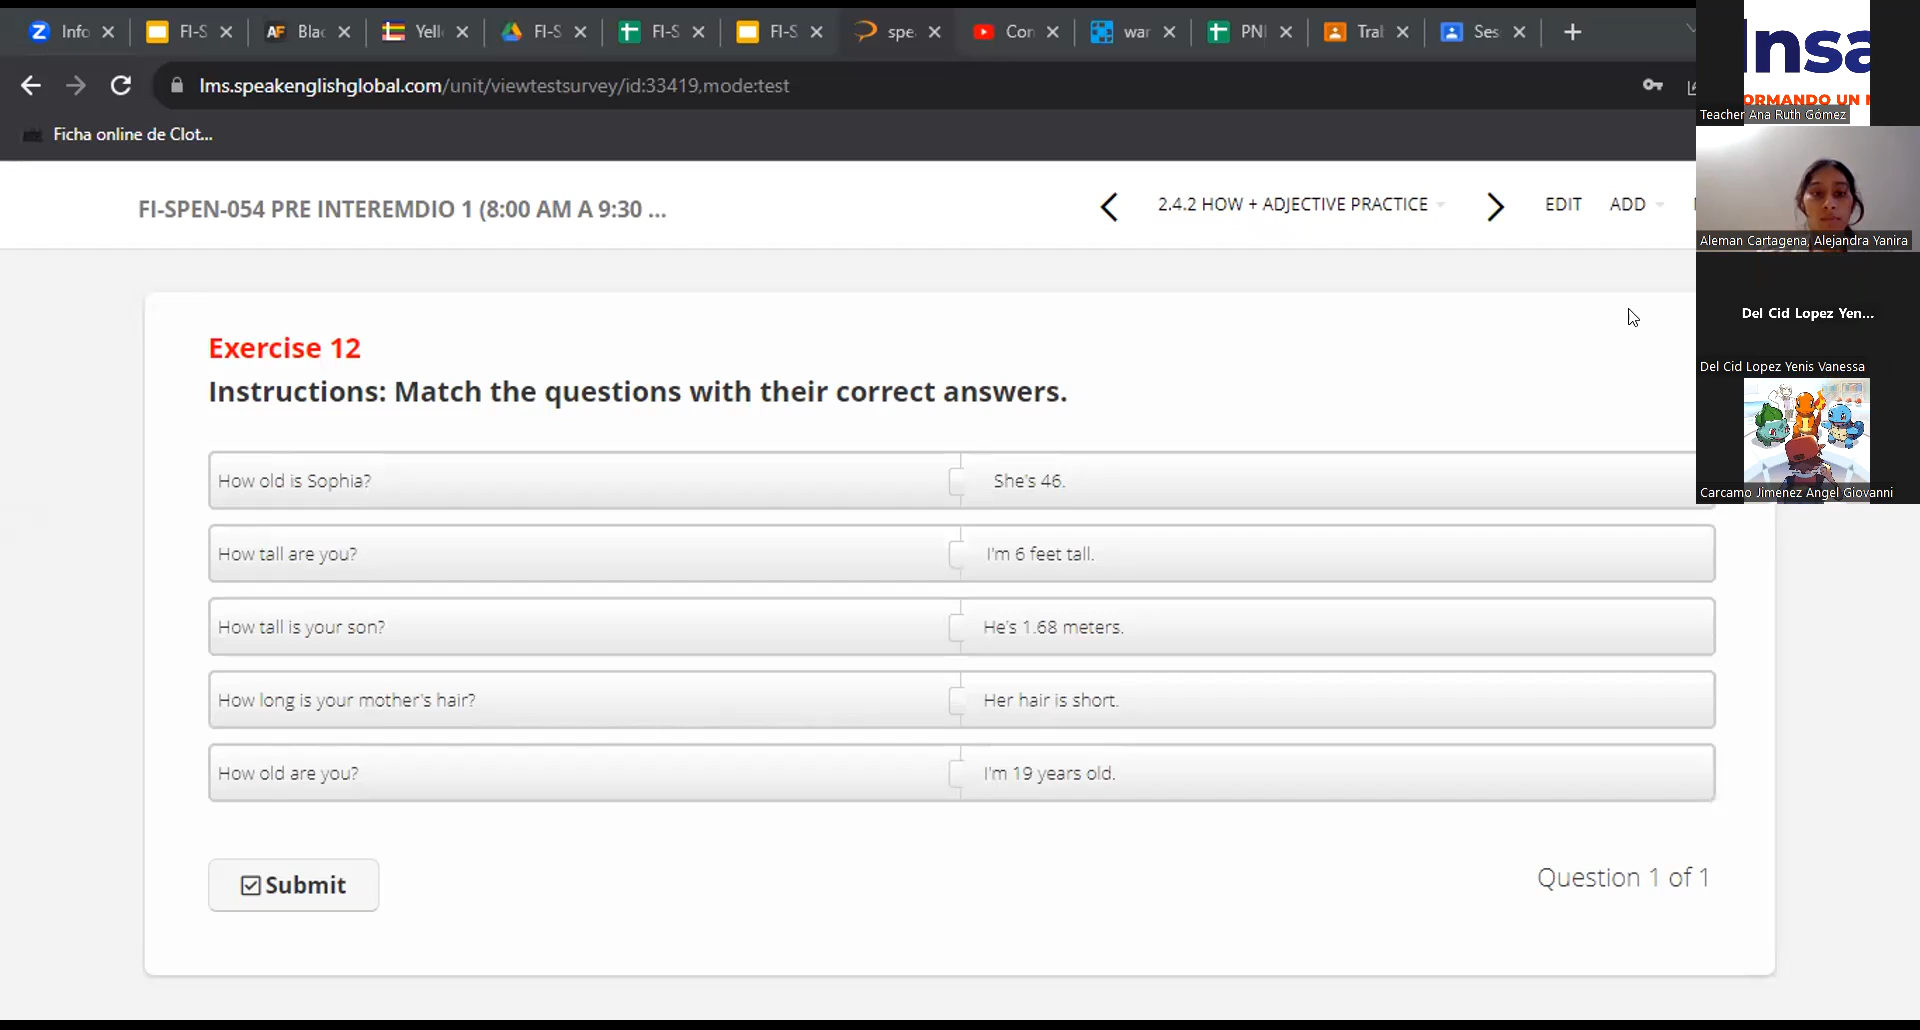 Info
FI-S
Blac
Yell
FI-S
FI-S
FI-S
spe
Con
war
PNI
Tral
Ses
lms.speakenglishglobal.com/unit/viewtestsurvey/id:33419,mode:test
Ficha online de Clot...
Insa
ORMANDO UN
Teacher Ana Ruth Gómez
Aleman Cartagena, Alejandra Yanira
Del Cid Lopez Yen...
Del Cid Lopez Yenis Vanessa
Carcamo Jimenez Angel Giovanni
FI-SPEN-054 PRE INTEREMDIO 1 (8:00 AM A 9:30 ...
2.4.2 HOW + ADJECTIVE PRACTICE
EDIT
ADD
Exercise 12
Instructions: Match the questions with their correct answers.
How old is Sophia? She's 46.
How tall are you? I'm 6 feet tall.
How tall is your son? He's 1.68 meters.
How long is your mother's hair? Her hair is short.
How old are you? I'm 19 years old.
Submit
Question 1 of 1